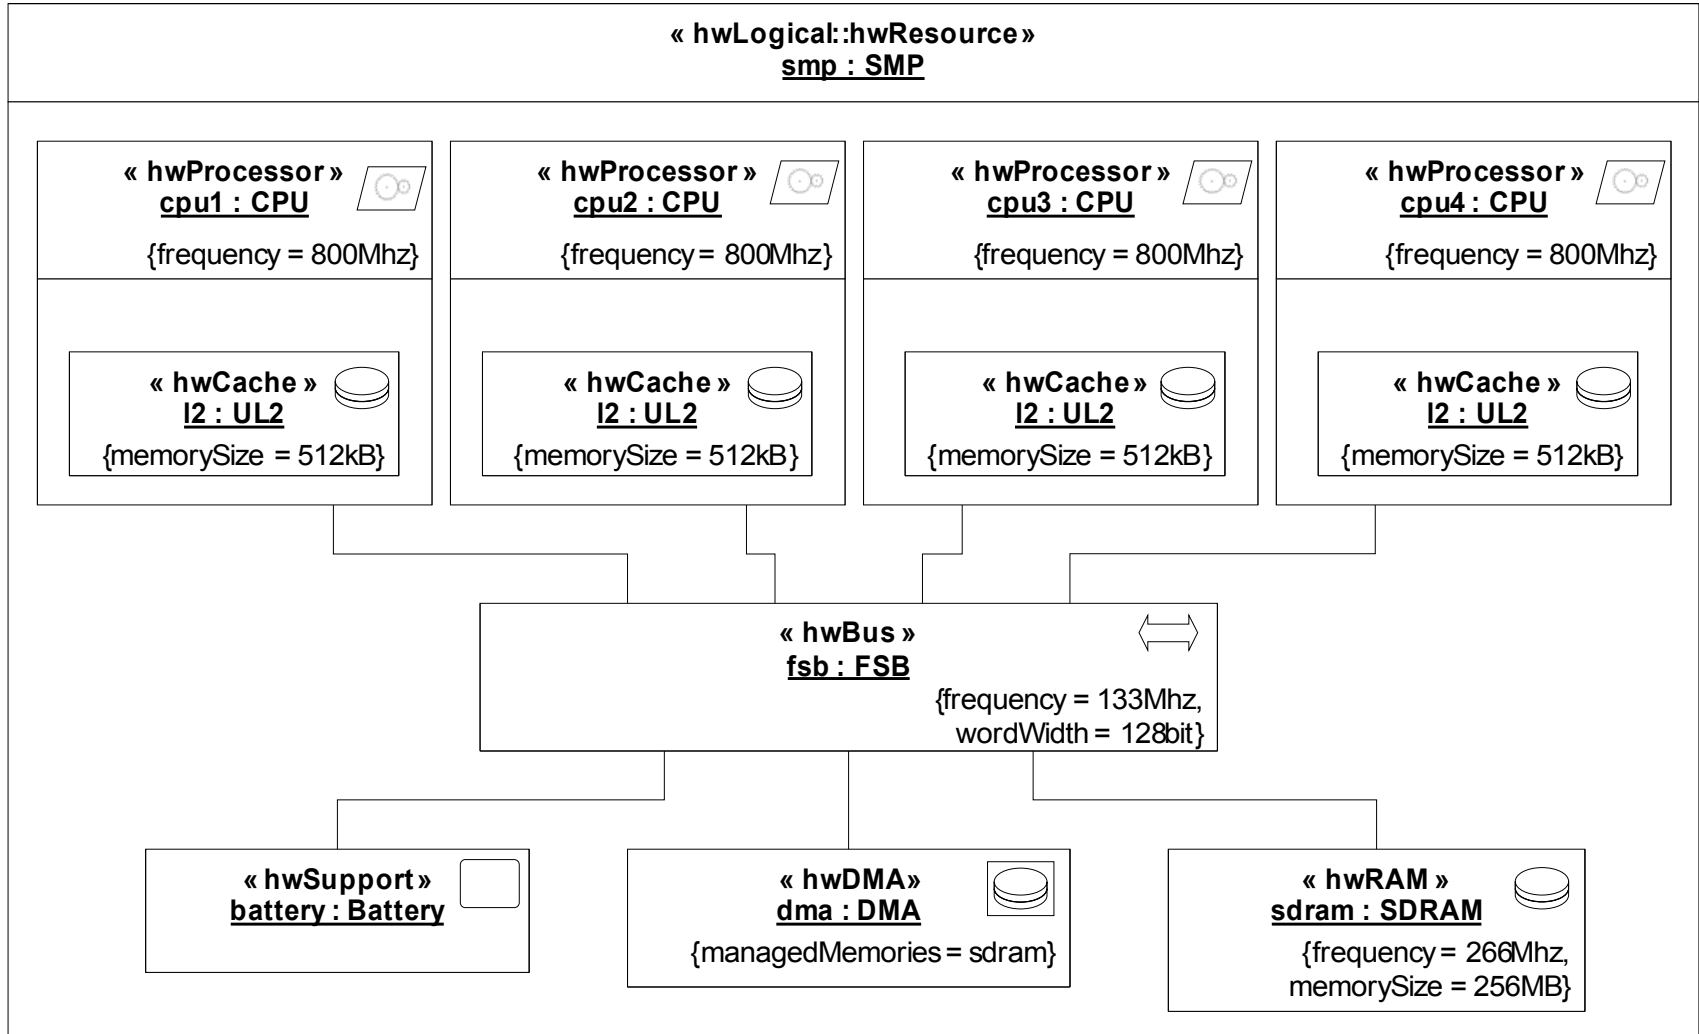 « hwLogical::hwResource»
smp : SMP
« hwProcessor »
cpu1 : CPU
{frequency = 800Mhz}
« hwCache »
l2 : UL2
{memorySize = 512kB}
« hwProcessor »
cpu2 : CPU
{frequency = 800Mhz}
« hwCache »
l2 : UL2
{memorySize = 512kB}
« hwProcessor »
cpu3 : CPU
{frequency = 800Mhz}
« hwCache »
l2 : UL2
{memorySize = 512kB}
« hwProcessor »
cpu4 : CPU
{frequency = 800Mhz}
« hwCache »
l2 : UL2
{memorySize = 512kB}
« hwBus »
fsb : FSB
{frequency = 133Mhz,
wordWidth = 128bit}
« hwSupport»
battery : Battery
« hwDMA»
dma : DMA
{managedMemories = sdram}
« hwRAM »
sdram : SDRAM
{frequency = 266Mhz,
memorySize = 256MB}